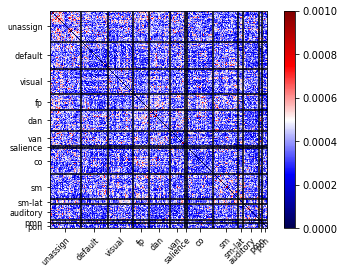 unassign
default
visual
fp
dan
van
salience
co
sm
sm-lat
auditory
pmn
pon
unassign
default
visual
fp
dan
van
salience
co
sm
sm-lat
auditory
0.0010
0.0008
0.0006
0.0004
0.0002
0.0000